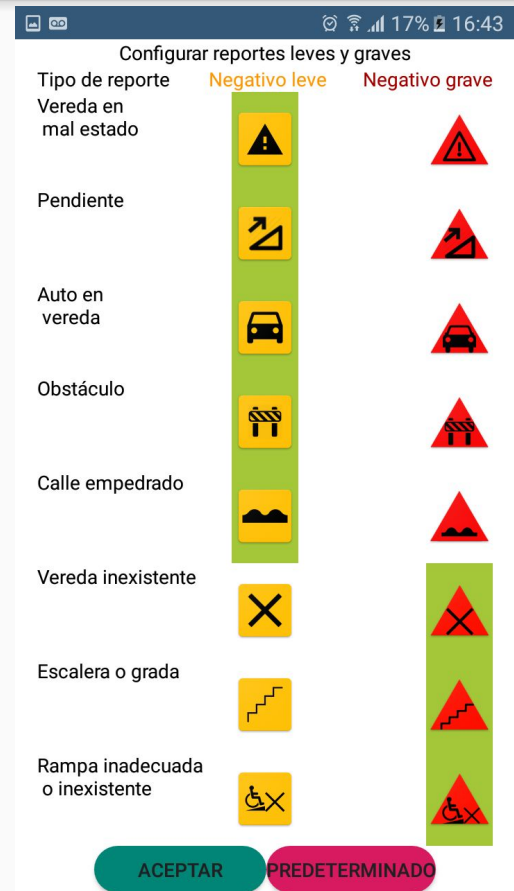 17% 16:43
Configurar reportes leves y graves
Tipo de reporte Negativo leve Negativo grave
Vereda en
mal estado
Pendiente
Auto en
vereda
Obstáculo
Calle empedrado
Vereda inexistente
Escalera o grada
Rampa inadecuada
o inexistente
ACEPTAR PREDETERMINADO